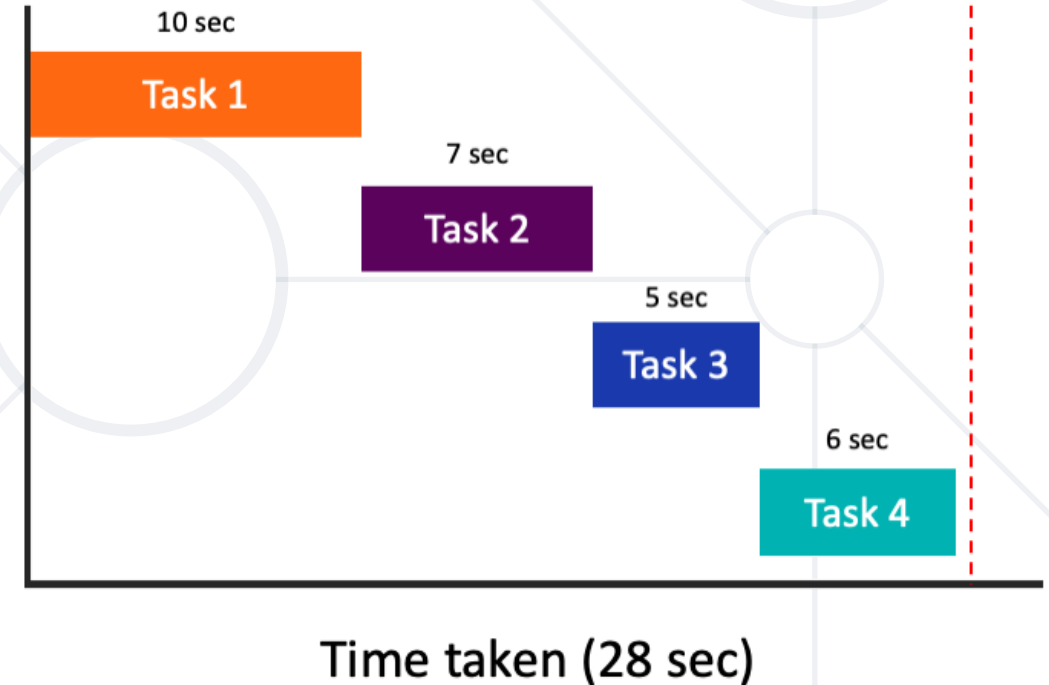 10 sec
Task 1
7 sec
Task 2
5 sec
Task 3
6 sec
Task 4
Time taken (28 sec)